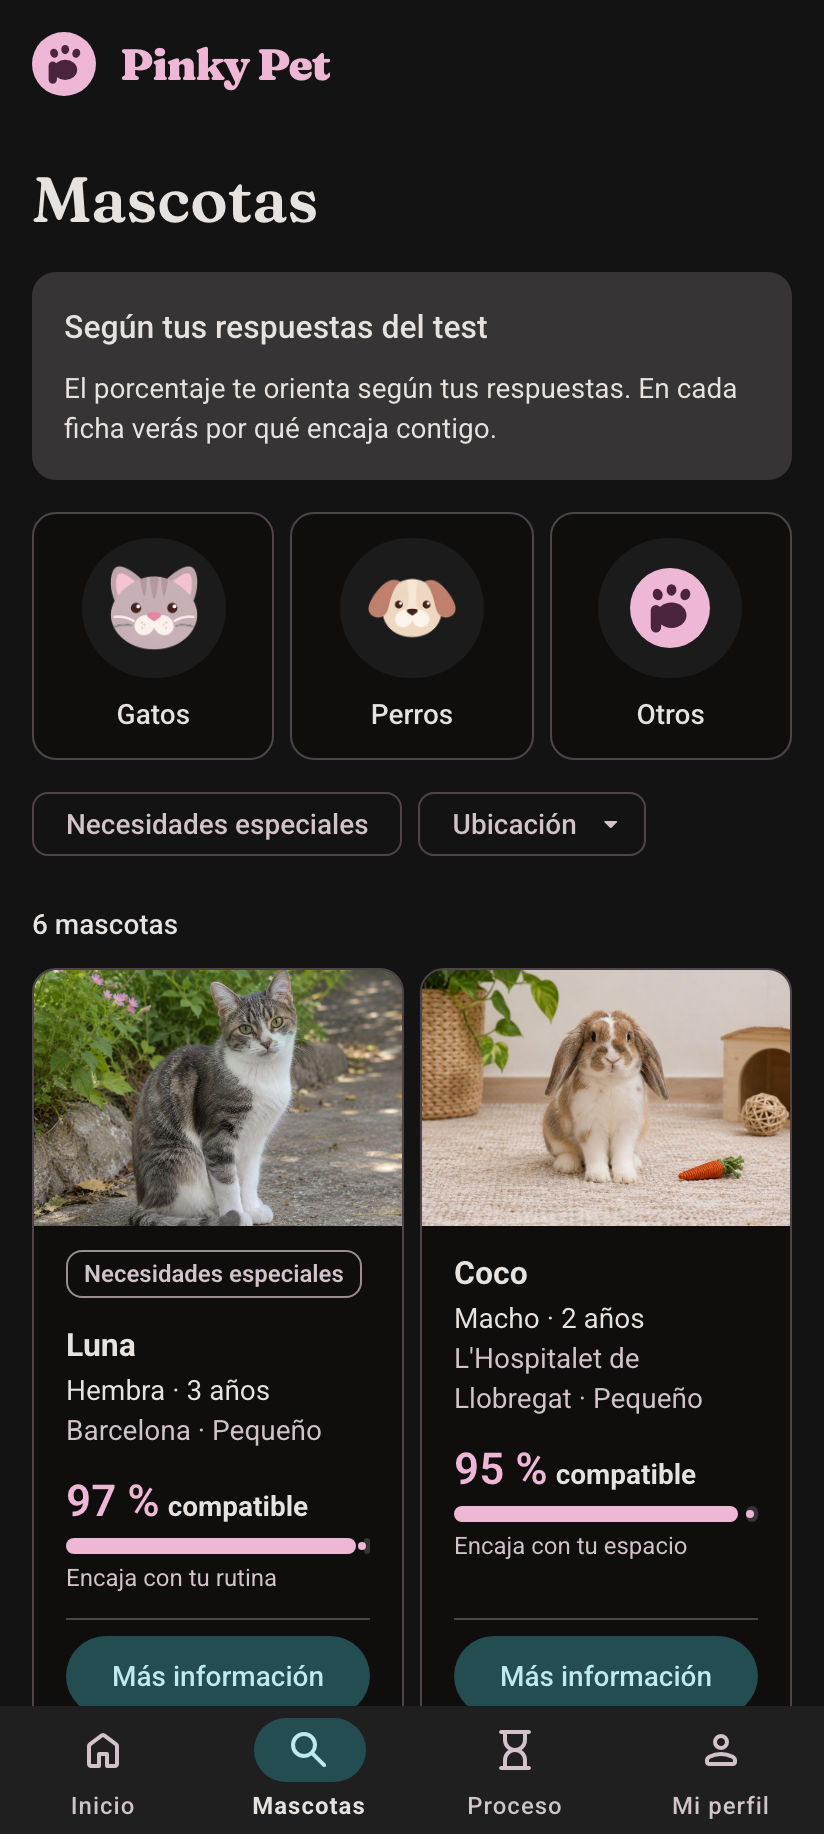 Pinky Pet
Mascotas
Según tus respuestas del test
El porcentaje te orienta según tus respuestas. En cada
ficha verás por qué encaja contigo.
Gatos
Perros
Otros
Necesidades especiales
Ubicación
6 mascotas
Necesidades especiales
Luna
Hembra · 3 años
Barcelona · Pequeño
97 % compatible
Encaja con tu rutina
Más información
Coco
Macho · 2 años
L'Hospitalet de
Llobregat · Pequeño
95 % compatible
Encaja con tu espacio
Más información
Inicio
Mascotas
Proceso
Mi perfil